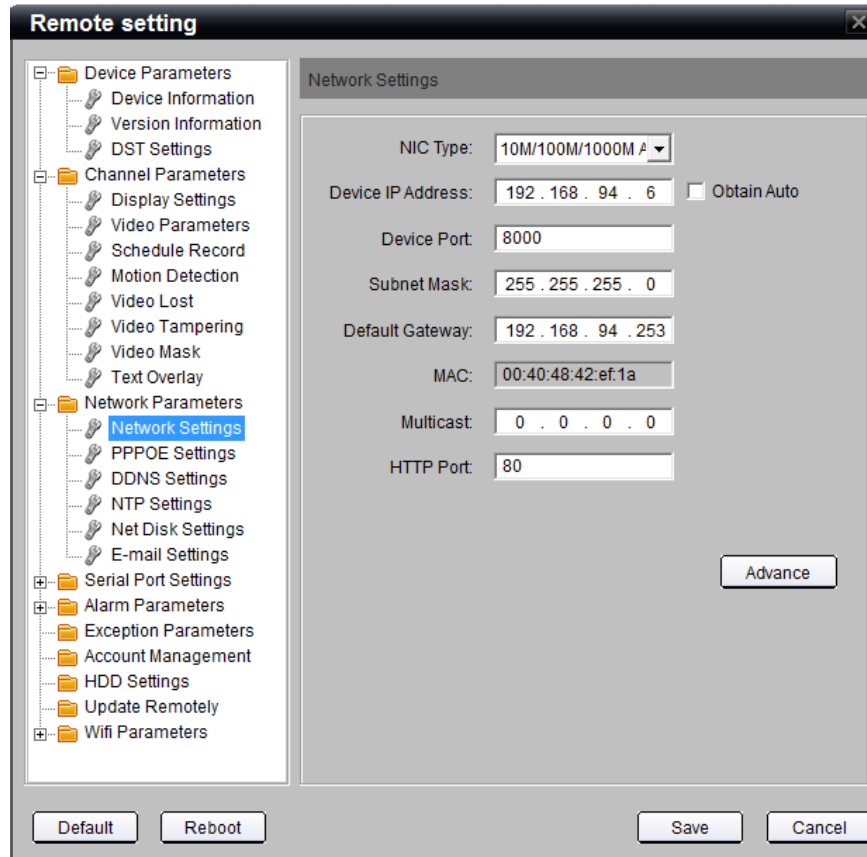 Remote setting
Device Parameters
Device Information
Version Information
DST Settings
Channel Parameters
Display Settings
Video Parameters
Schedule Record
Motion Detection
Video Lost
Video Tampering
Video Mask
Text Overlay
Network Parameters
Network Settings
PPPOE Settings
DDNS Settings
NTP Settings
Net Disk Settings
E-mail Settings
Serial Port Settings
Alarm Parameters
Exception Parameters
Account Management
HDD Settings
Update Remotely
Wifi Parameters
Network Settings
NIC Type: 10M/100M/1000M A
Device IP Address: 192 . 168 . 94 . 6 Obtain Auto
Device Port: 8000
Subnet Mask: 255 . 255 . 255 . 0
Default Gateway: 192 . 168 . 94 . 253
MAC: 00:40:48:42:ef:1a
Multicast: 0 . 0 . 0 . 0
HTTP Port: 80
Advance
Default Reboot Save Cancel